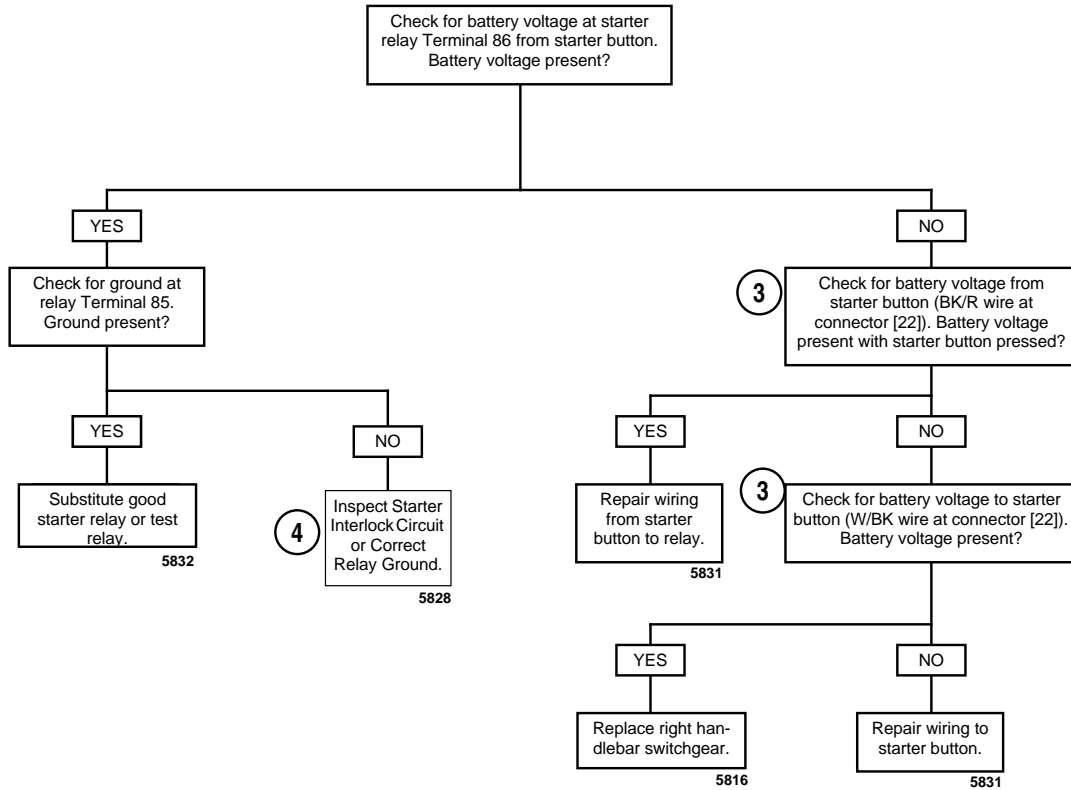 Check for battery voltage at starter
relay Terminal 86 from starter button.
Battery voltage present?
YES
NO
Check for ground at
relay Terminal 85.
Ground present?
3
Check for battery voltage from
starter button (BK/R wire at
connector [22]). Battery voltage
present with starter button pressed?
YES
NO
YES
NO
Substitute good
starter relay or test
relay.
5832
4
Inspect Starter
Interlock Circuit
or Correct
Relay Ground.
5828
Repair wiring
from starter
button to relay.
5831
3
Check for battery voltage to starter
button (W/BK wire at connector [22]).
Battery voltage present?
YES
NO
Replace right han-
dlebar switchgear.
5816
Repair wiring to
starter button.
5831